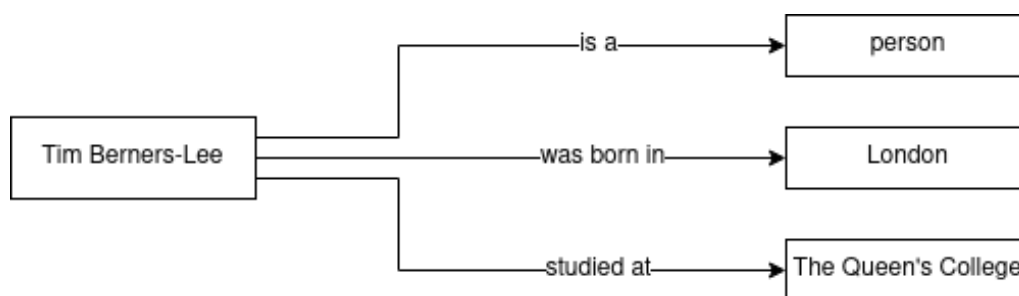 is a
person
Tim Berners-Lee
was born in
London
studied at
The Queen's College